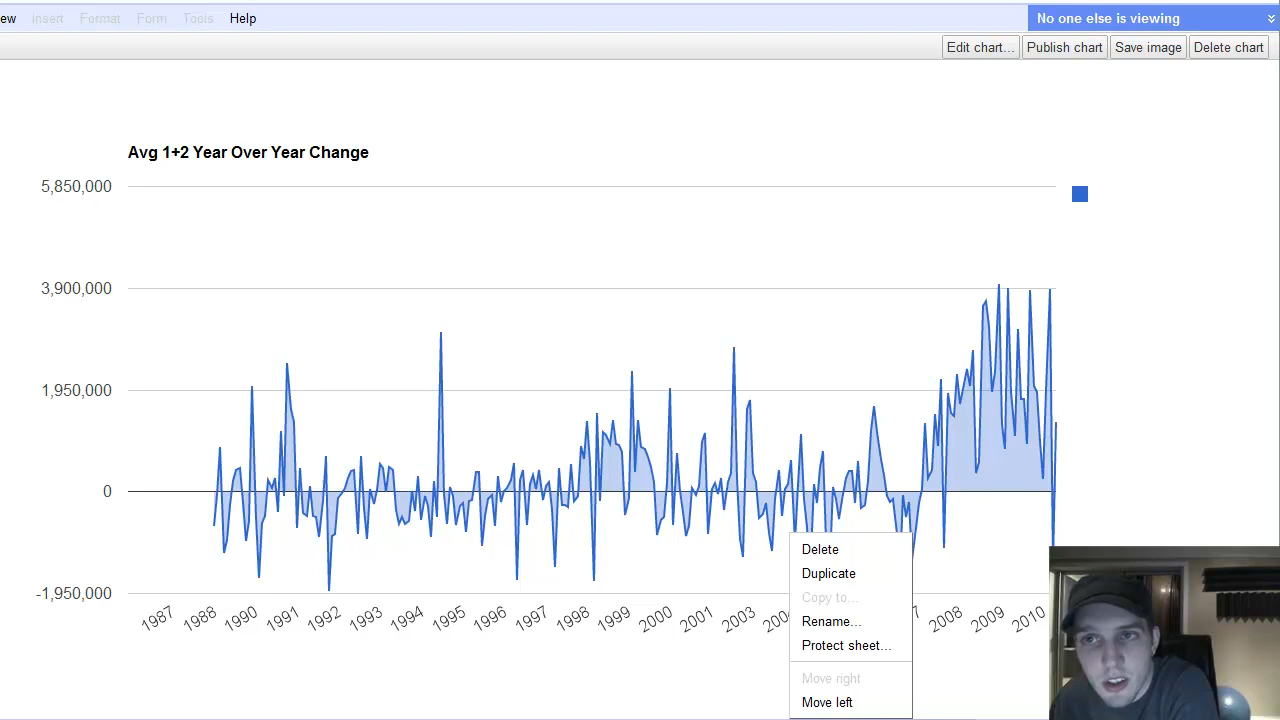 ew Insert Format Form Tools Help
No one else is viewing
Edit chart... Publish chart Save image Delete chart
Avg 1+2 Year Over Year Change
5,850,000
3,900,000
1,950,000
0
-1,950,000
1987 1988 1990 1991 1992 1993 1994 1995 1996 1997 1998 1999 2000 2001 2003 200 7 2008 2009 2010
Delete
Duplicate
Copy to...
Rename...
Protect sheet...
Move right
Move left